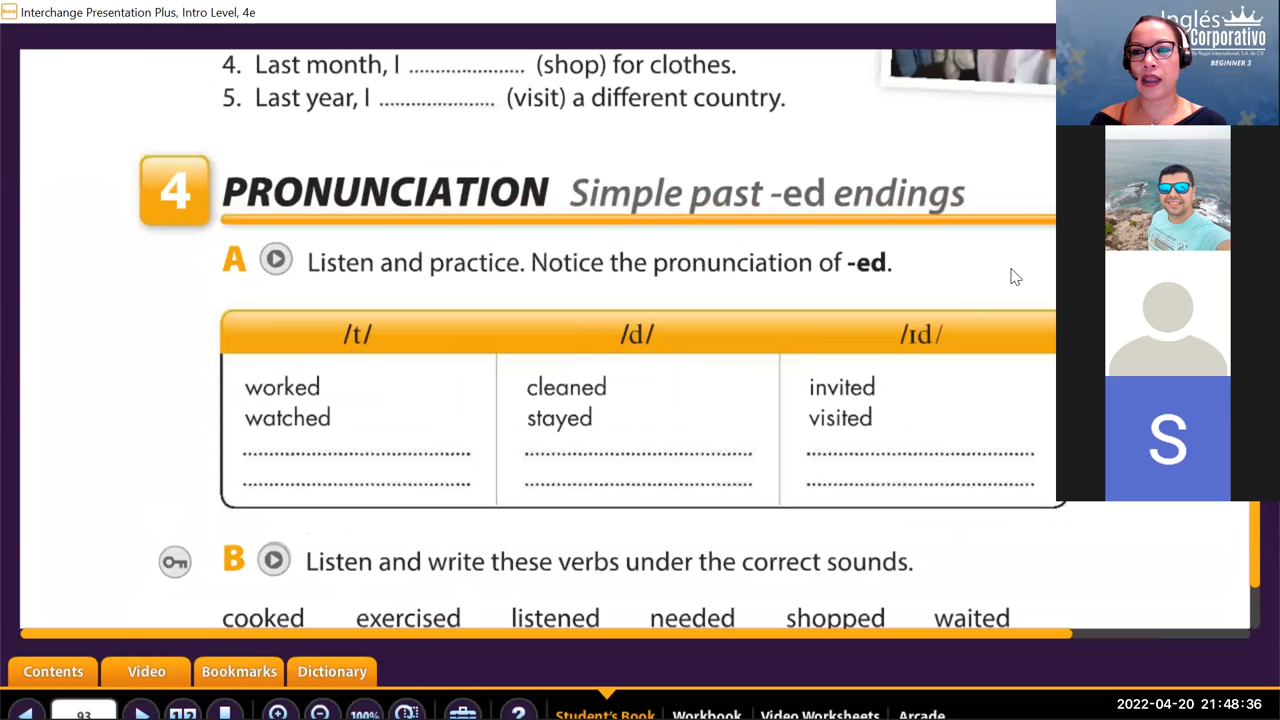 Interchange Presentation Plus, Intro Level, 4e
Inglés
Corporativo
By Regal International, S.A. de C.V.
BEGINNER 3
4. Last month, I ...................... (shop) for clothes.
5. Last year, I ...................... (visit) a different country.
4 PRONUNCIATION Simple past -ed endings
A Listen and practice. Notice the pronunciation of -ed.
/t/ /d/ /ɪd/
worked cleaned invited
watched stayed visited
S
B Listen and write these verbs under the correct sounds.
cooked exercised listened needed shopped waited
Contents Video Bookmarks Dictionary
93 100% ? Student's Book Workbook Video Worksheets Arcade
2022-04-20 21:48:36